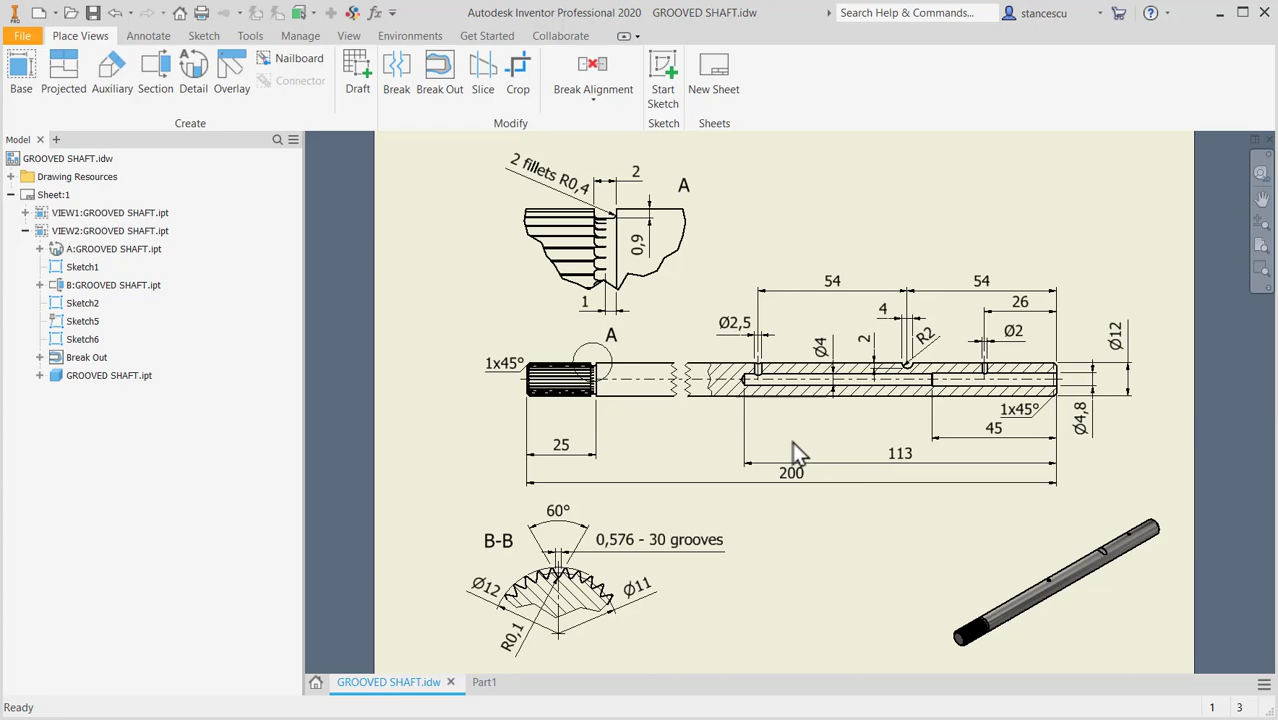 PRO
Autodesk Inventor Professional 2020 GROOVED SHAFT.idw
Search Help & Commands...
stancescu
File Place Views Annotate Sketch Tools Manage View Environments Get Started Collaborate
Base Projected Auxiliary Section Detail Overlay
Nailboard
Connector
Draft
Break Break Out Slice Crop
Break Alignment
Start Sketch
New Sheet
Create
Modify
Sketch
Sheets
Model
GROOVED SHAFT.idw
Drawing Resources
Sheet:1
VIEW1:GROOVED SHAFT.ipt
VIEW2:GROOVED SHAFT.ipt
A:GROOVED SHAFT.ipt
Sketch1
B:GROOVED SHAFT.ipt
Sketch2
Sketch5
Sketch6
Break Out
GROOVED SHAFT.ipt
2 fillets R0,4
2
A
0,9
1
A
1x45°
25
54
54
26
4
Ø2,5
Ø4
2
R2
Ø2
Ø12
1x45°
Ø4,8
45
113
200
60°
B-B
0,576 - 30 grooves
Ø12
Ø11
R0,1
GROOVED SHAFT.idw
Part1
Ready
1
3